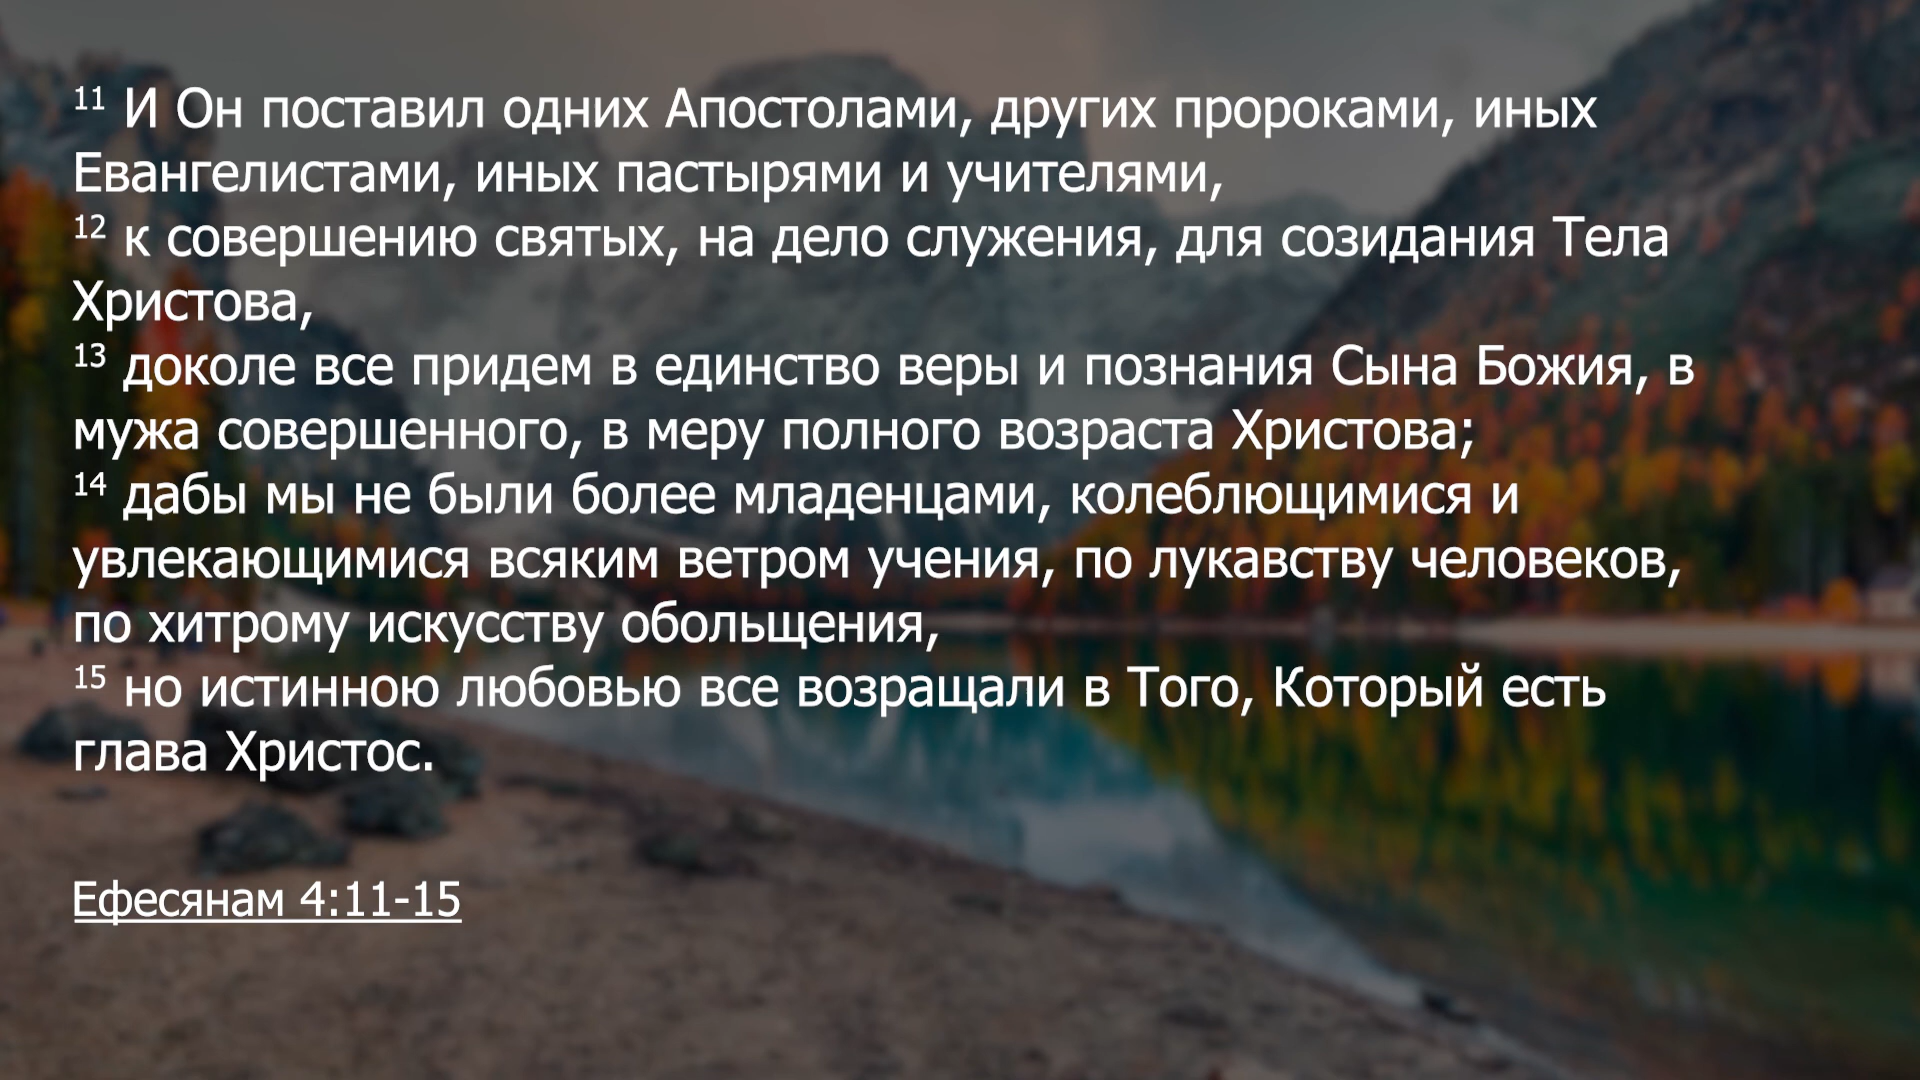 11 И Он поставил одних Апостолами, других пророками, иных
Евангелистами, иных пастырями и учителями,
12 к совершению святых, на дело служения, для созидания Тела
Христова,
13 доколе все придем в единство веры и познания Сына Божия, в
мужа совершенного, в меру полного возраста Христова;
14 дабы мы не были более младенцами, колеблющимися и
увлекающимися всяким ветром учения, по лукавству человеков,
по хитрому искусству обольщения,
15 но истинною любовью все возращали в Того, Который есть
глава Христос.
Ефесянам 4:11-15